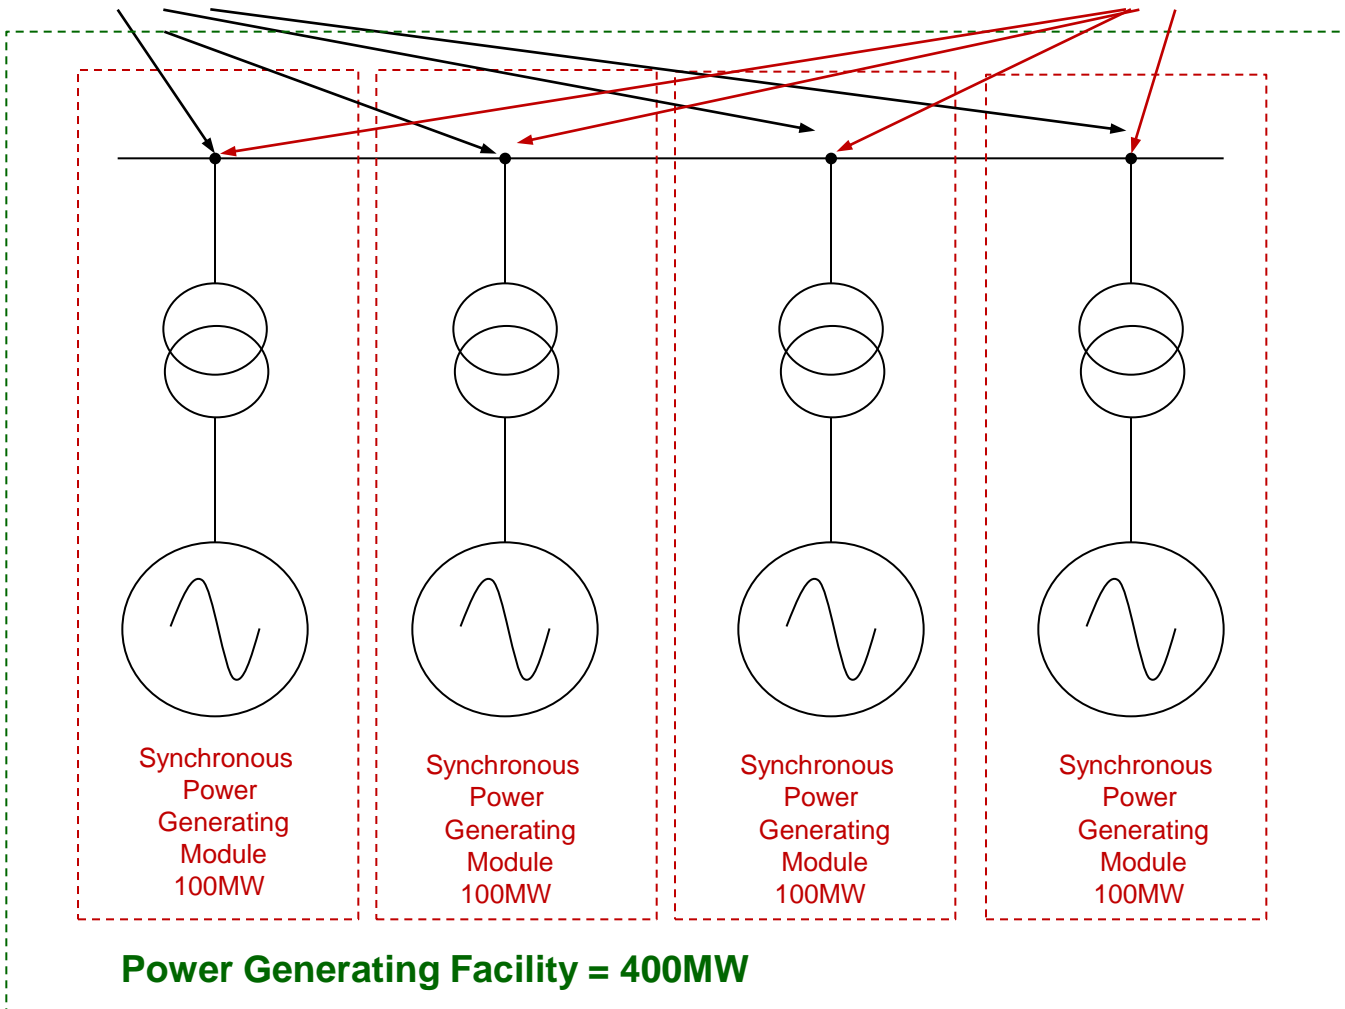 Synchronous
Power
Generating
Module
100MW
Synchronous
Power
Generating
Module
100MW
Synchronous
Power
Generating
Module
100MW
Synchronous
Power
Generating
Module
100MW
Power Generating Facility = 400MW